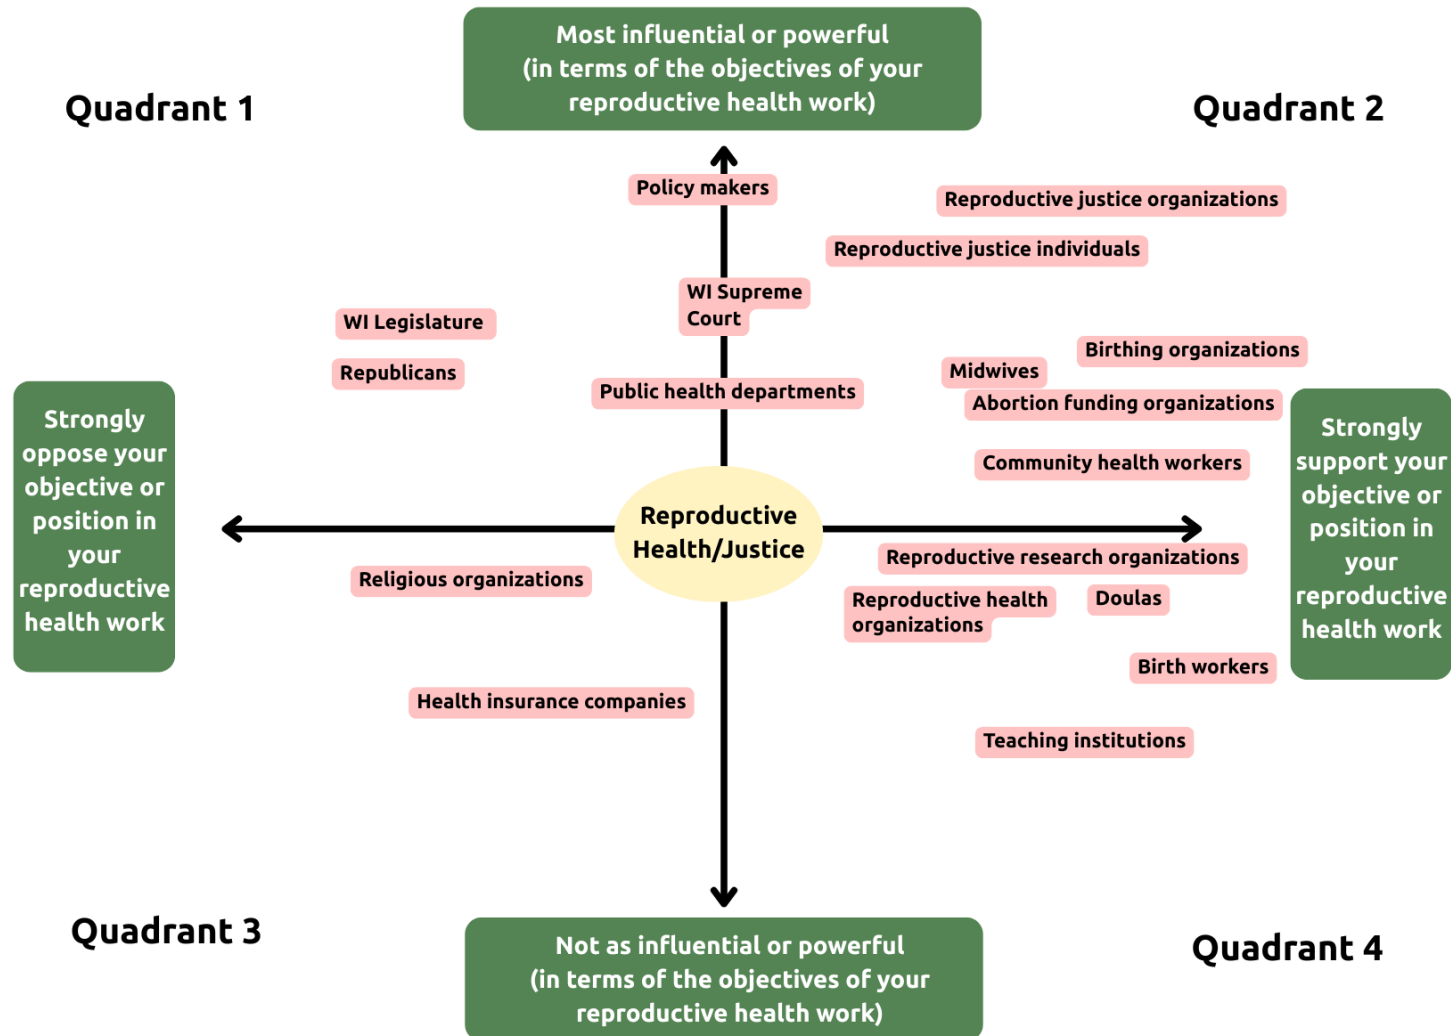 Most influential or powerful
(in terms of the objectives of your
reproductive health work)
Quadrant 1
Quadrant 2
Policy makers
Reproductive justice organizations
Reproductive justice individuals
WI Supreme
Court
WI Legislature
Republicans
Public health departments
Birthing organizations
Midwives
Abortion funding organizations
Community health workers
Strongly
oppose your
objective or
position in
your
reproductive
health work
Reproductive
Health/Justice
Strongly
support your
objective or
position in
your
reproductive
health work
Religious organizations
Reproductive research organizations
Reproductive health
organizations
Doulas
Birth workers
Health insurance companies
Teaching institutions
Quadrant 3
Quadrant 4
Not as influential or powerful
(in terms of the objectives of your
reproductive health work)